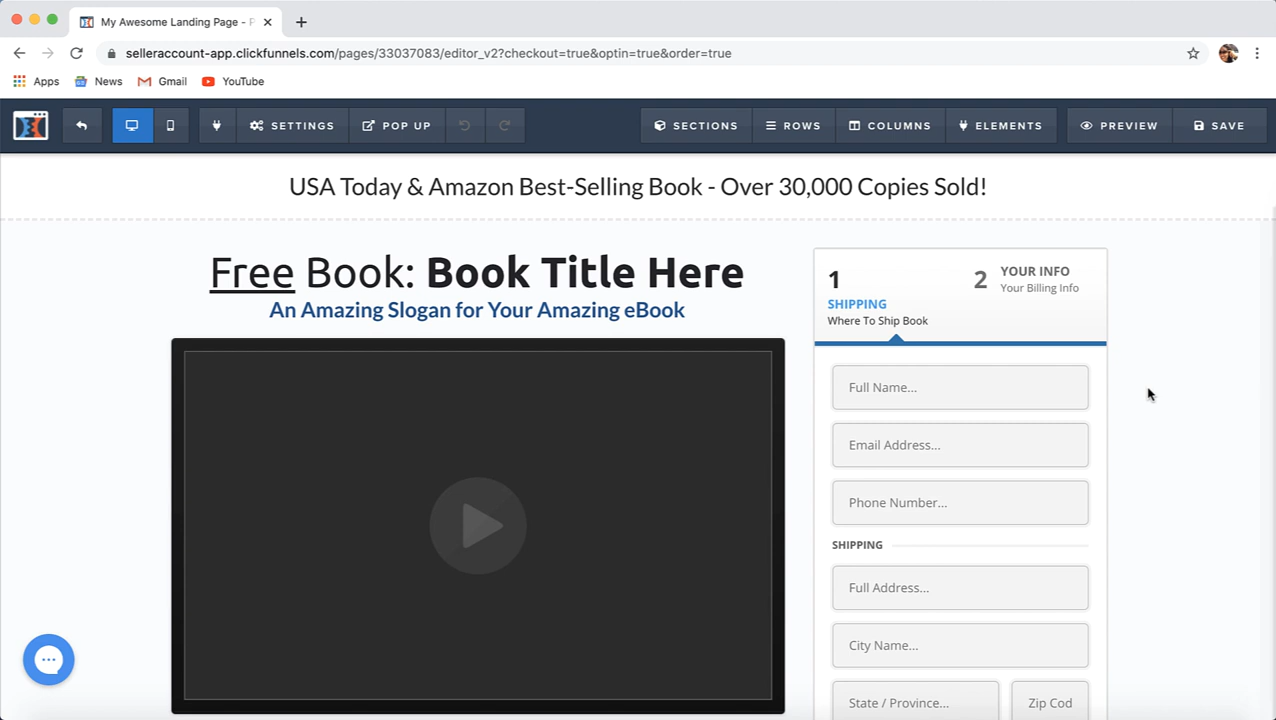 My Awesome Landing Page - P
selleraccount-app.clickfunnels.com/pages/33037083/editor_v2?checkout=true&optin=true&order=true
Apps News Gmail YouTube
SETTINGS POP UP SECTIONS ROWS COLUMNS ELEMENTS PREVIEW SAVE
USA Today & Amazon Best-Selling Book - Over 30,000 Copies Sold!
Free Book: Book Title Here
An Amazing Slogan for Your Amazing eBook
1
SHIPPING
Where To Ship Book
2
YOUR INFO
Your Billing Info
Full Name...
Email Address...
Phone Number...
SHIPPING
Full Address...
City Name...
State / Province... Zip Cod